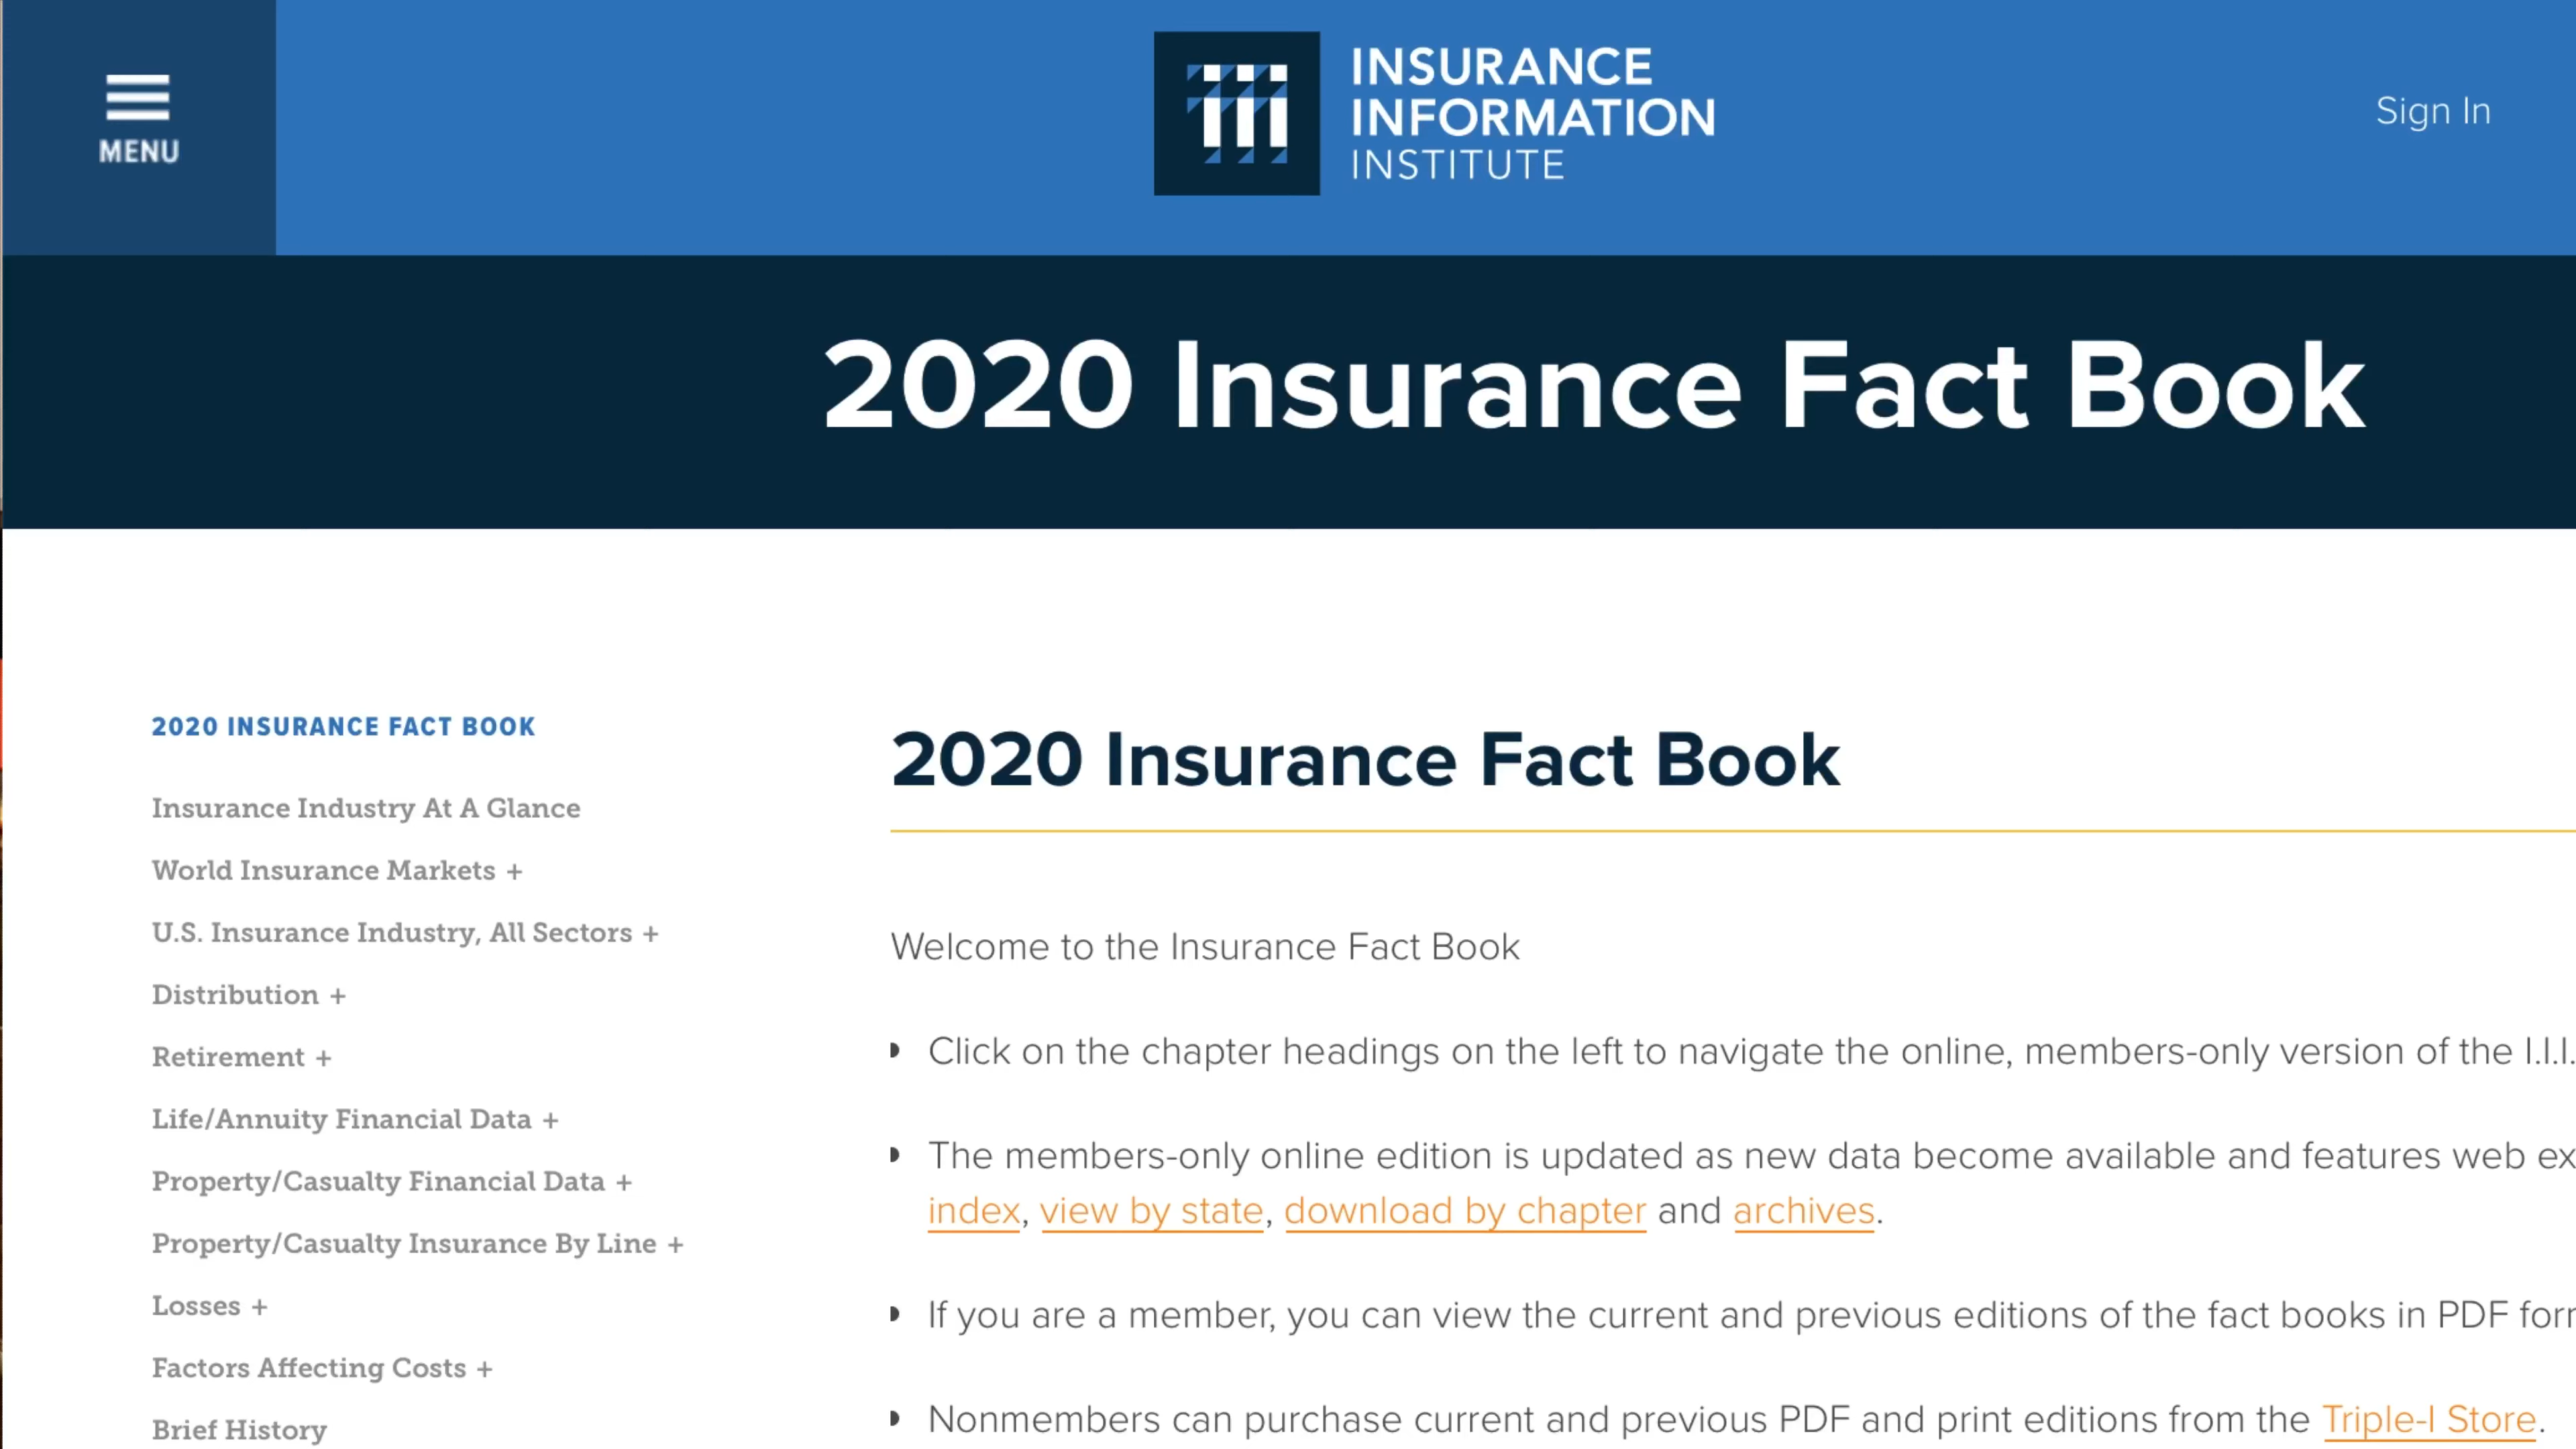 MENU
INSURANCE
INFORMATION
INSTITUTE
Sign In
2020 Insurance Fact Book
2020 INSURANCE FACT BOOK
Insurance Industry At A Glance
World Insurance Markets +
U.S. Insurance Industry, All Sectors +
Distribution +
Retirement +
Life/Annuity Financial Data +
Property/Casualty Financial Data +
Property/Casualty Insurance By Line +
Losses +
Factors Affecting Costs +
Brief History
2020 Insurance Fact Book
Welcome to the Insurance Fact Book
Click on the chapter headings on the left to navigate the online, members-only version of the I.I.I.
The members-only online edition is updated as new data become available and features web ex
index, view by state, download by chapter and archives.
If you are a member, you can view the current and previous editions of the fact books in PDF for
Nonmembers can purchase current and previous PDF and print editions from the Triple-I Store.